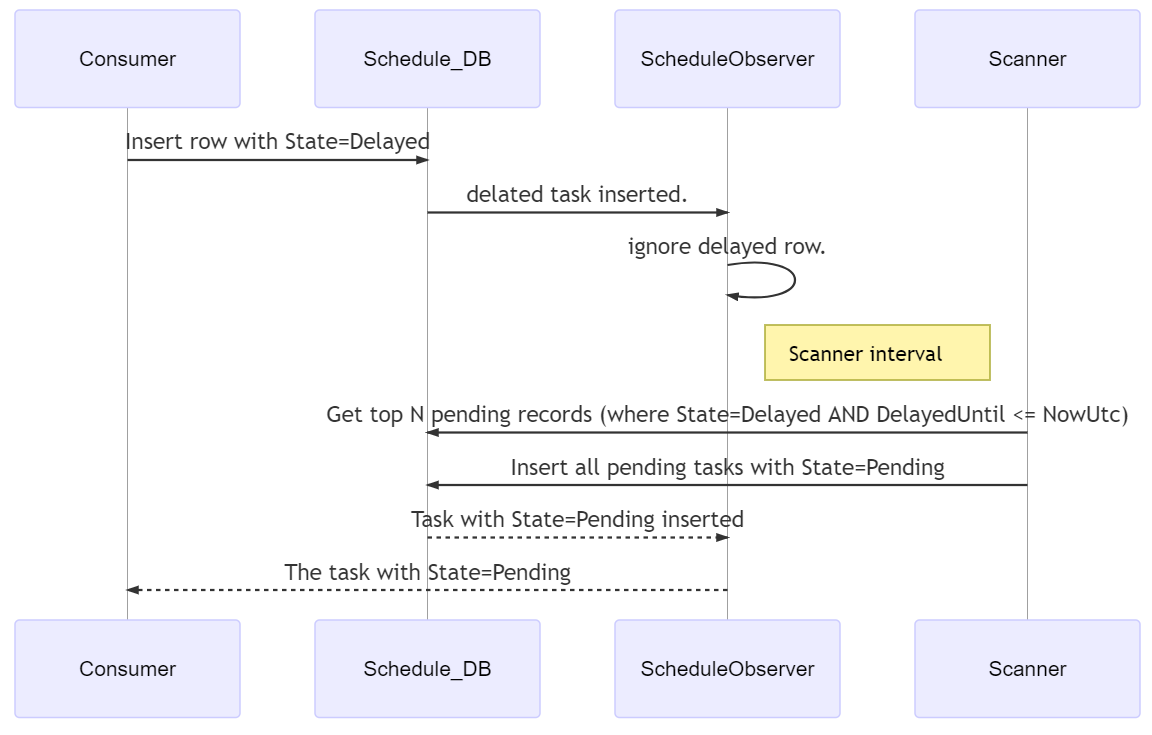 Consumer
Schedule_DB
ScheduleObserver
Scanner
Insert row with State=Delayed
delated task inserted.
ignore delayed row.
Scanner interval
Get top N pending records (where State=Delayed AND DelayedUntil <= NowUtc)
Insert all pending tasks with State=Pending
Task with State=Pending inserted
The task with State=Pending
Consumer
Schedule_DB
ScheduleObserver
Scanner